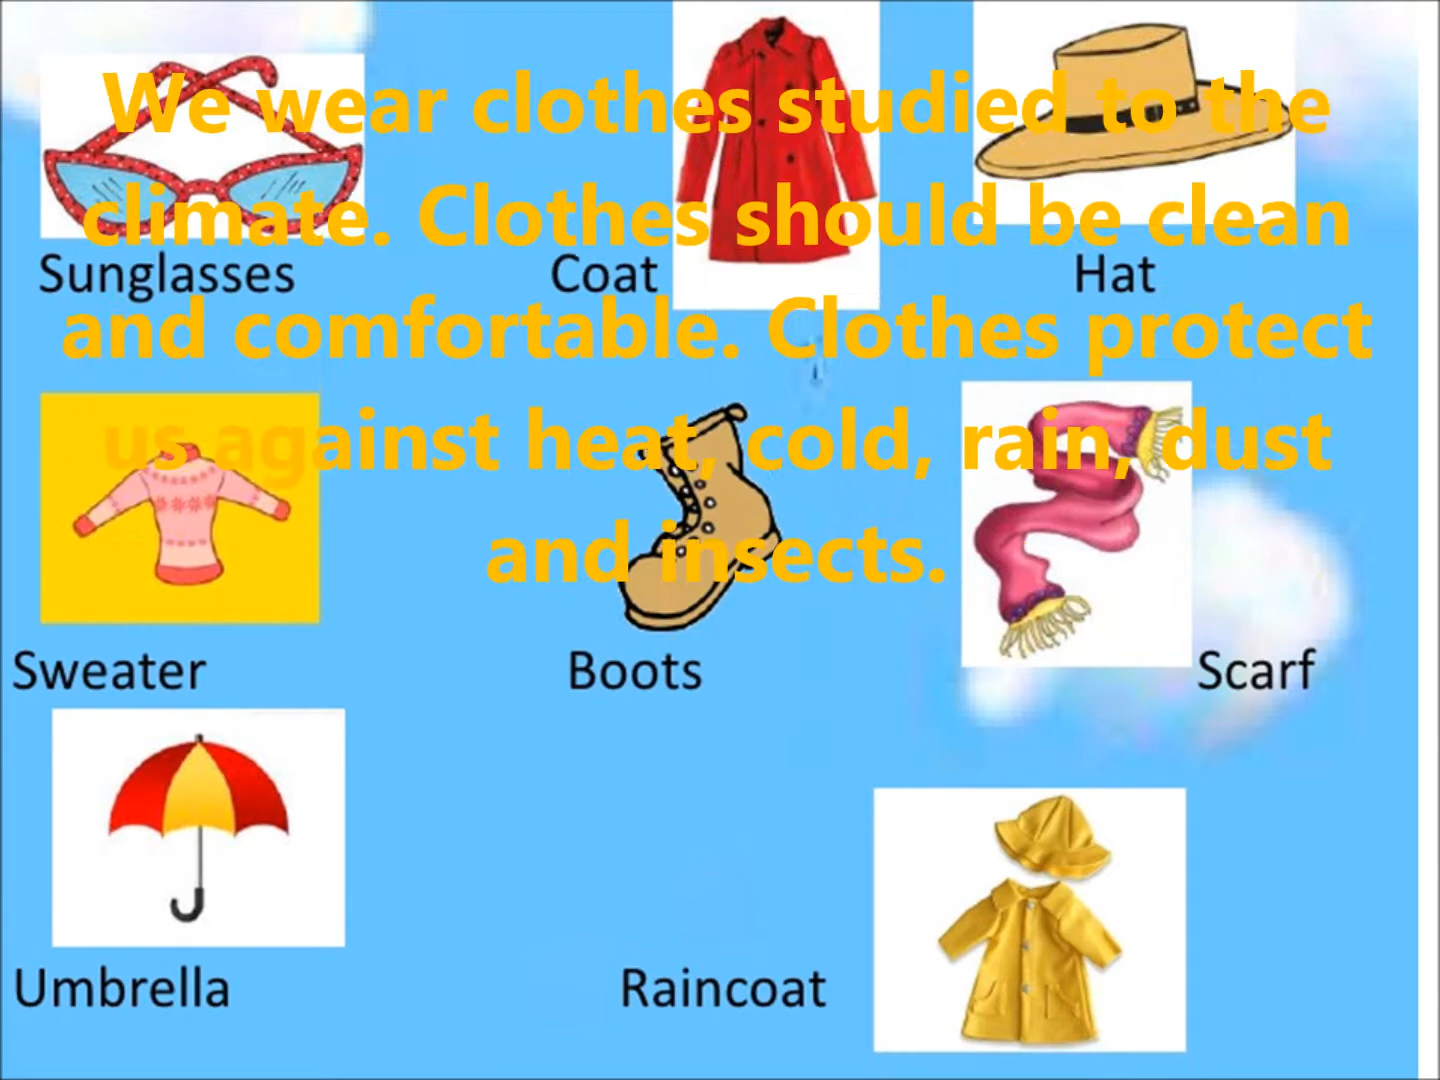 We wear clothes studied to the
climate. Clothes should be clean
Sunglasses Coat Hat
and comfortable. Clothes protect
us against heat, cold, rain, dust
and insects.
Sweater Boots Scarf
Umbrella Raincoat